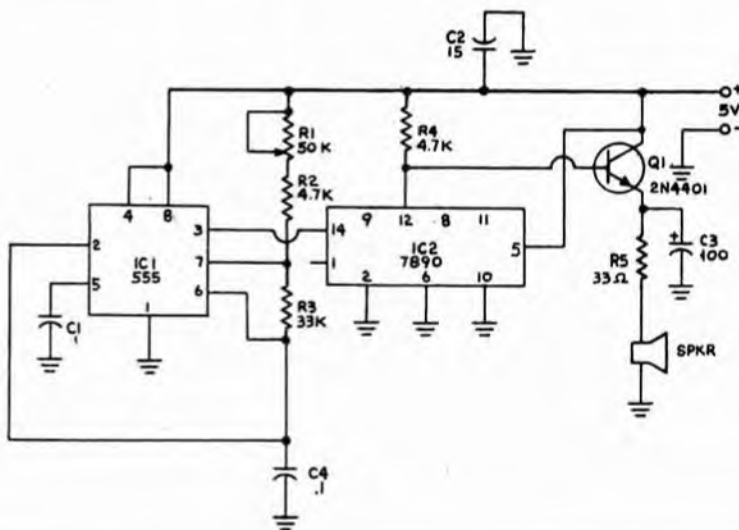 C2
15
+
5V
-
R1
50K
R4
4.7K
Q1
2N4401
R2
4.7K
4 8
9 12 8 11
2
3
14
IC1
555
7
1
IC2
7890
5
5
6
1
2 6 10
C1
.1
R3
33K
R5
33Ω
+
C3
100
SPKR
C4
.1